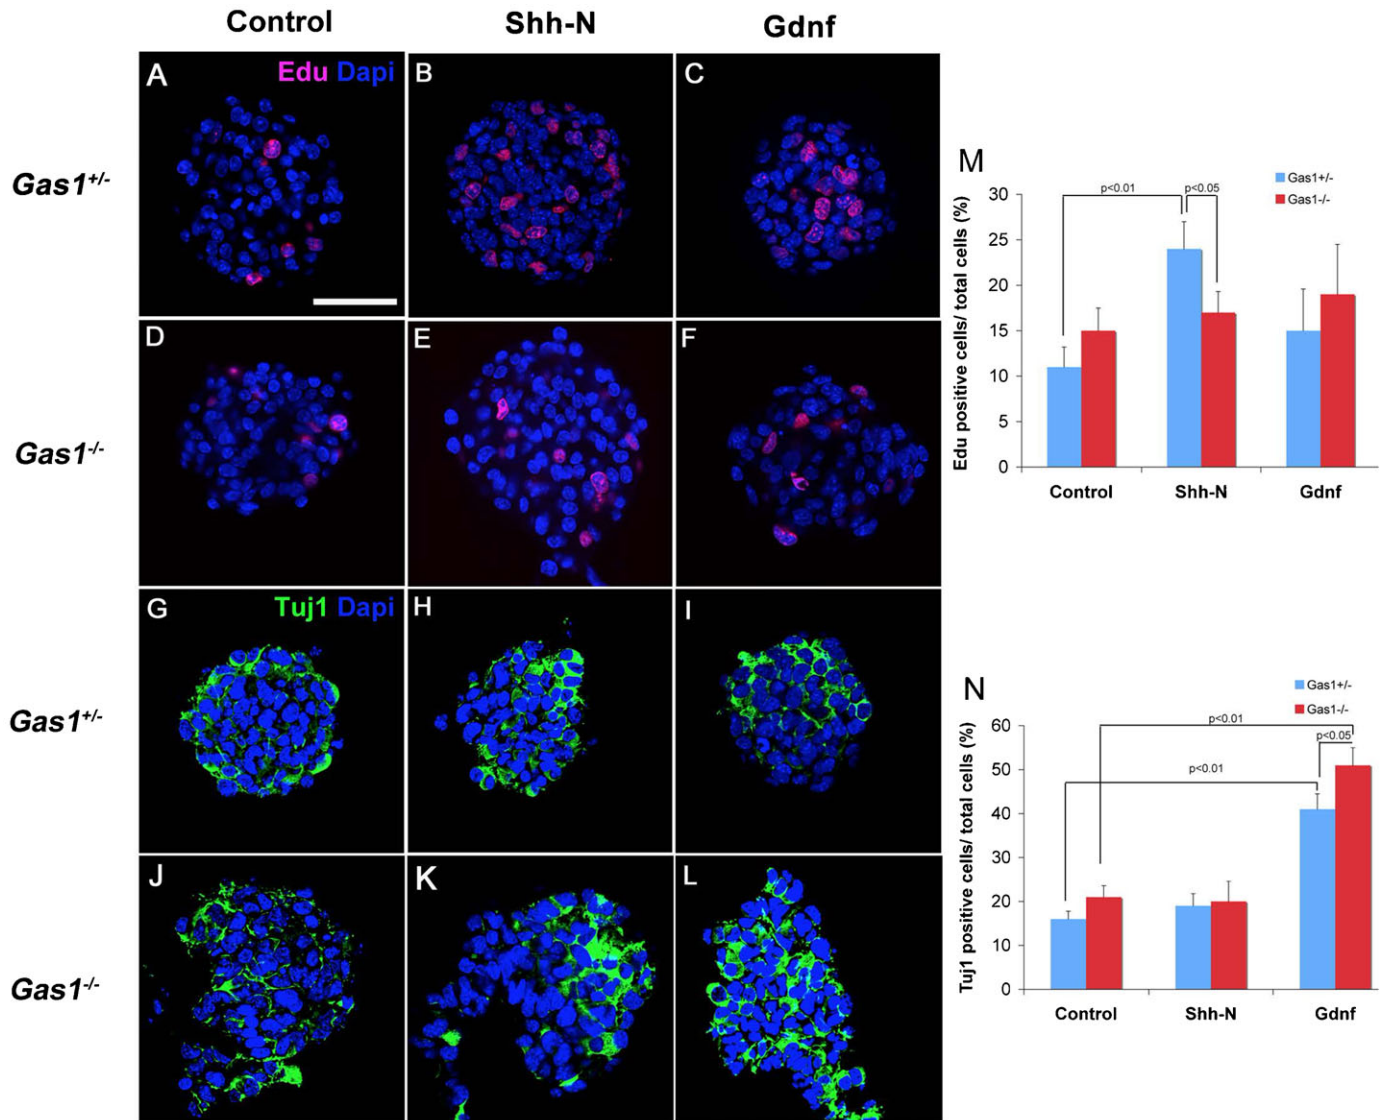 Control Shh-N Gdnf
A Edu Dapi B C
Gas1+/-
D E F
Gas1-/-
G Tuj1 Dapi H I
Gas1+/-
J K L
Gas1-/-
M
Gas1+/-
Gas1-/-
p<0.01 p<0.05
30
25
20
15
10
5
0
Edu positive cells/ total cells (%)
Control Shh-N Gdnf
N
Gas1+/-
Gas1-/-
p<0.01
p<0.05
p<0.01
60
50
40
30
20
10
0
Tuj1 positive cells/ total cells (%)
Control Shh-N Gdnf